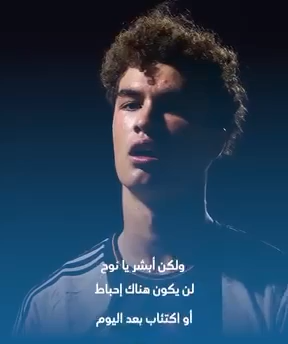 ولكن أبشر يا نوح
لن يكون هناك إحباط
أو اكتئاب بعد اليوم